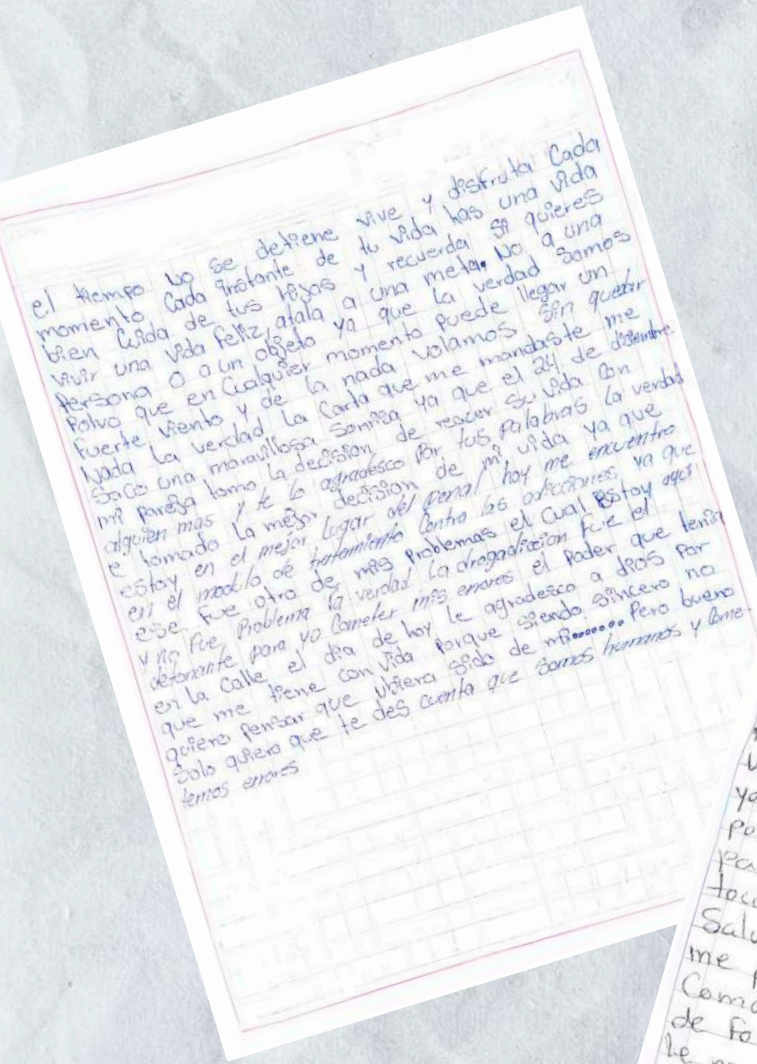 el tiempo No se detiene vive y disfruta Cada
momento Cada instante de tu vida has una vida
bien Cuida de tus hijos y recuerda Si quieres
vivir una vida feliz, atala a una meta. No a una
Persona O a un objeto ya que la verdad Somos
Polvo que en Cualquier momento Puede llegar un
Fuerte viento y de la nada volamos Sin quedar
Nada La verdad La Carta que me mandaste me
Saco una maravillosa Sonrisa ya que el 24 de diciembre
mi pareja tomo la decision de reacer Su vida Con
alguien mas y te lo agradesco Por tus Palabras la verdad
e tomado La mejor decision de mi vida ya que
estoy en el mejor lugar del penal hoy me encuentro
en el modulo de tratamiento Contra las adicciones ya que
ese fue otro de mis Problemas el Cual Estoy aqui
y no fue Problema la verdad La drogadiccion Fue el
detonante para yo Cometer mis errores el Poder que tenia
en la Calle el dia de hoy le agradesco a dios Por
que me tiene con vida Porque Siendo Sincero no
quiero Pensar que ubiera Sido de mi....... Pero bueno
Solo quiero que te des cuenta que Somos humanos y Come-
temos errores
ya
me
de